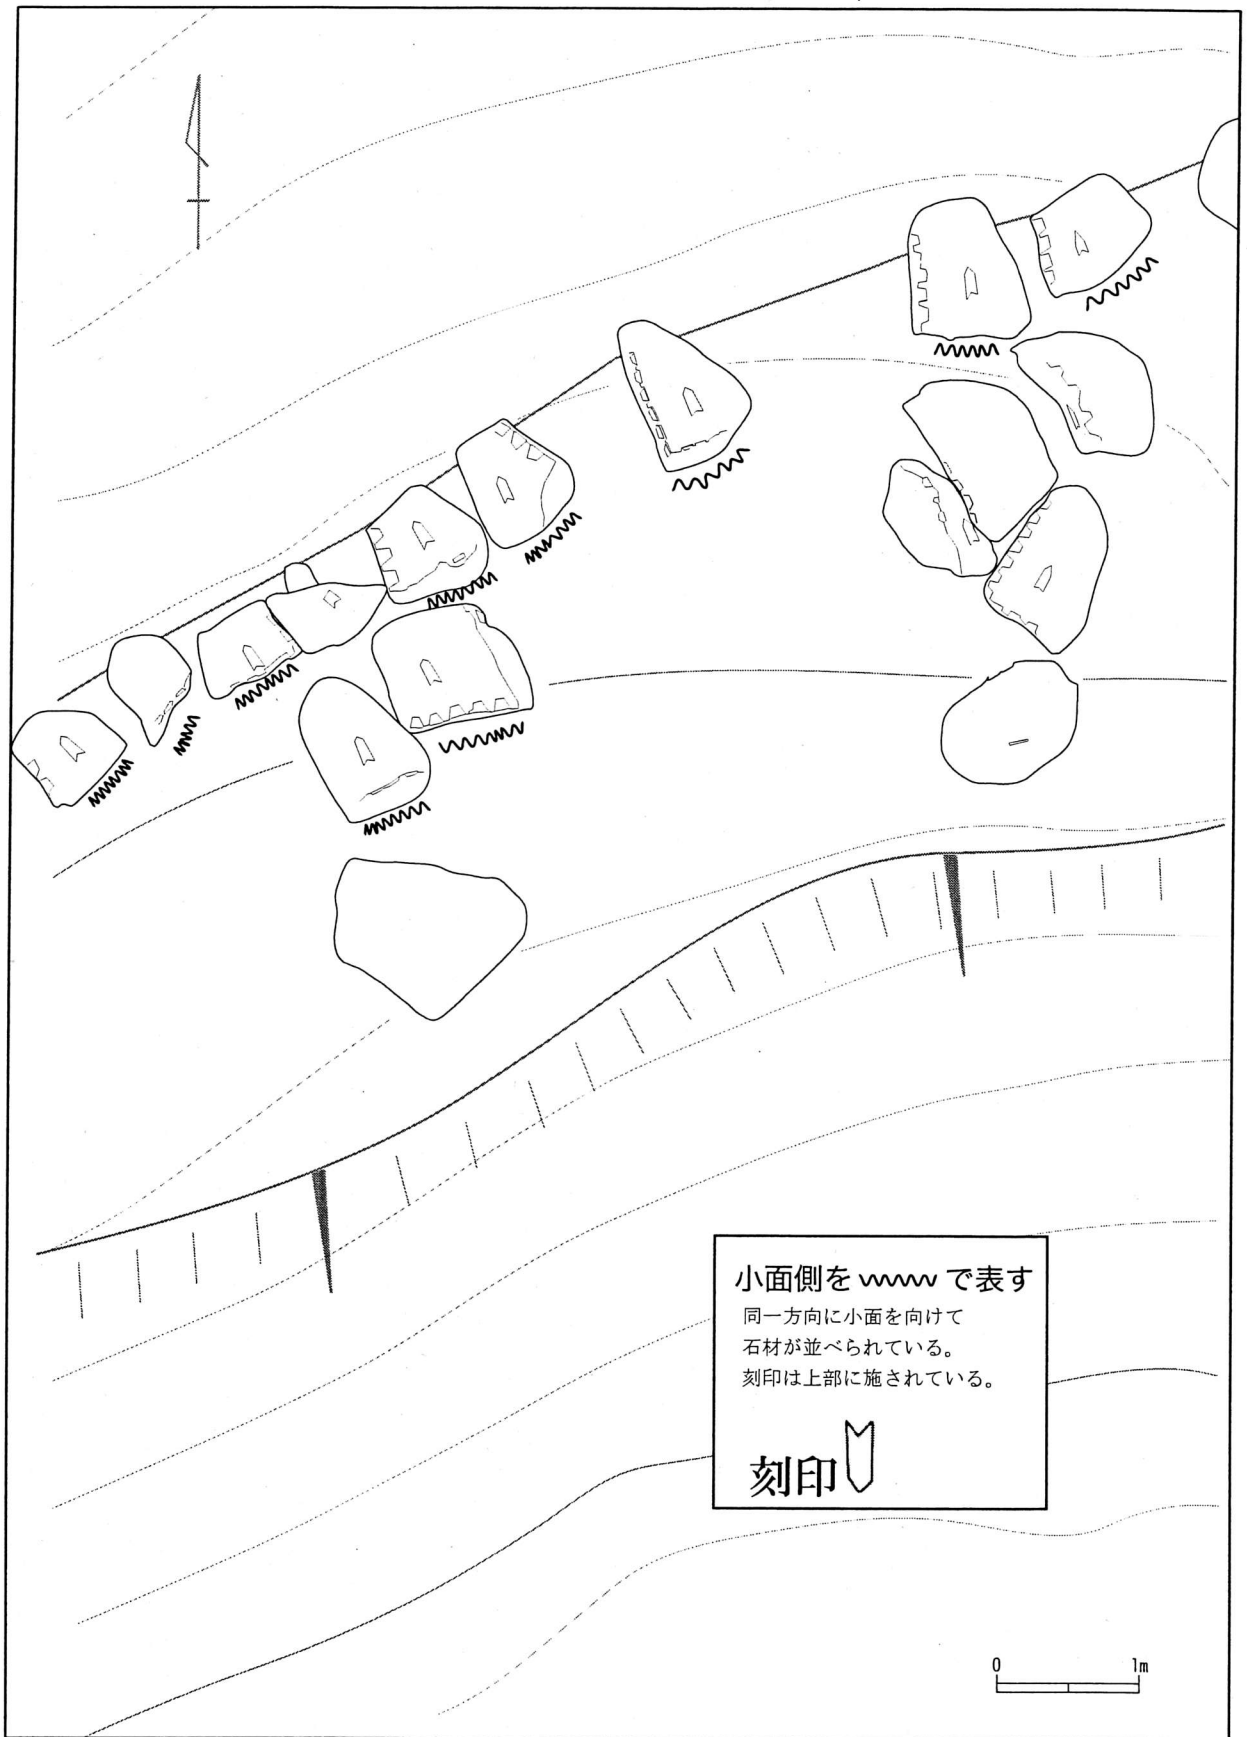 小面側を で表す
同一方向に小面を向けて
石材が並べられている。
刻印は上部に施されている。
刻印
0 1m